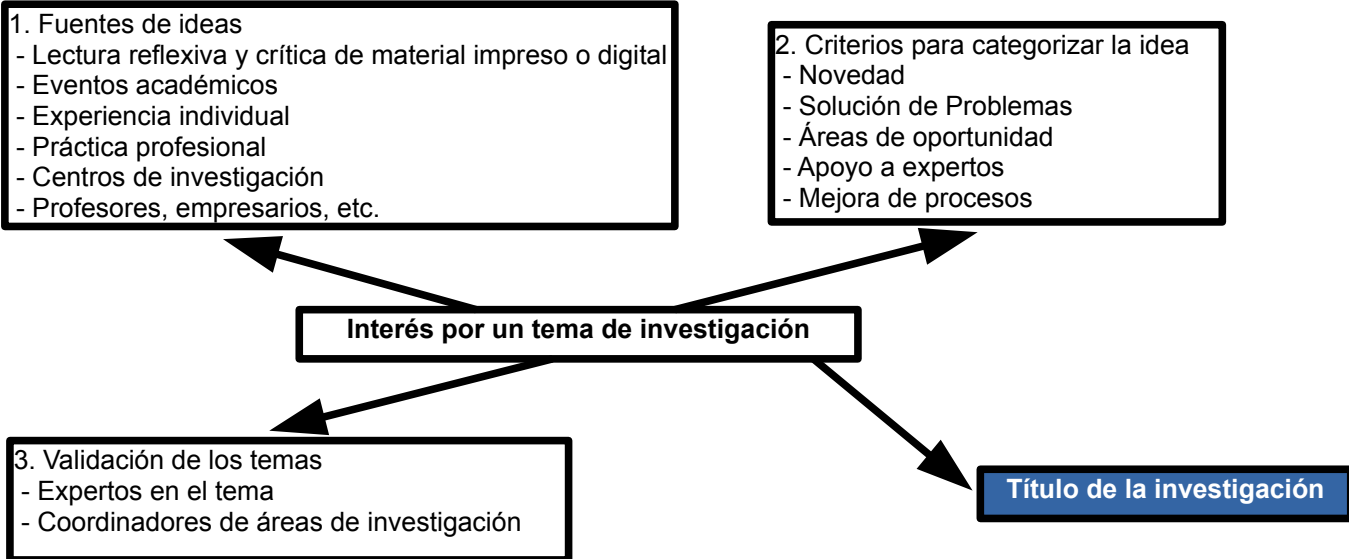 1. Fuentes de ideas
- Lectura reflexiva y crítica de material impreso o digital
- Eventos académicos
- Experiencia individual
- Práctica profesional
- Centros de investigación
- Profesores, empresarios, etc.
2. Criterios para categorizar la idea
- Novedad
- Solución de Problemas
- Áreas de oportunidad
- Apoyo a expertos
- Mejora de procesos
Interés por un tema de investigación
3. Validación de los temas
- Expertos en el tema
- Coordinadores de áreas de investigación
Título de la investigación